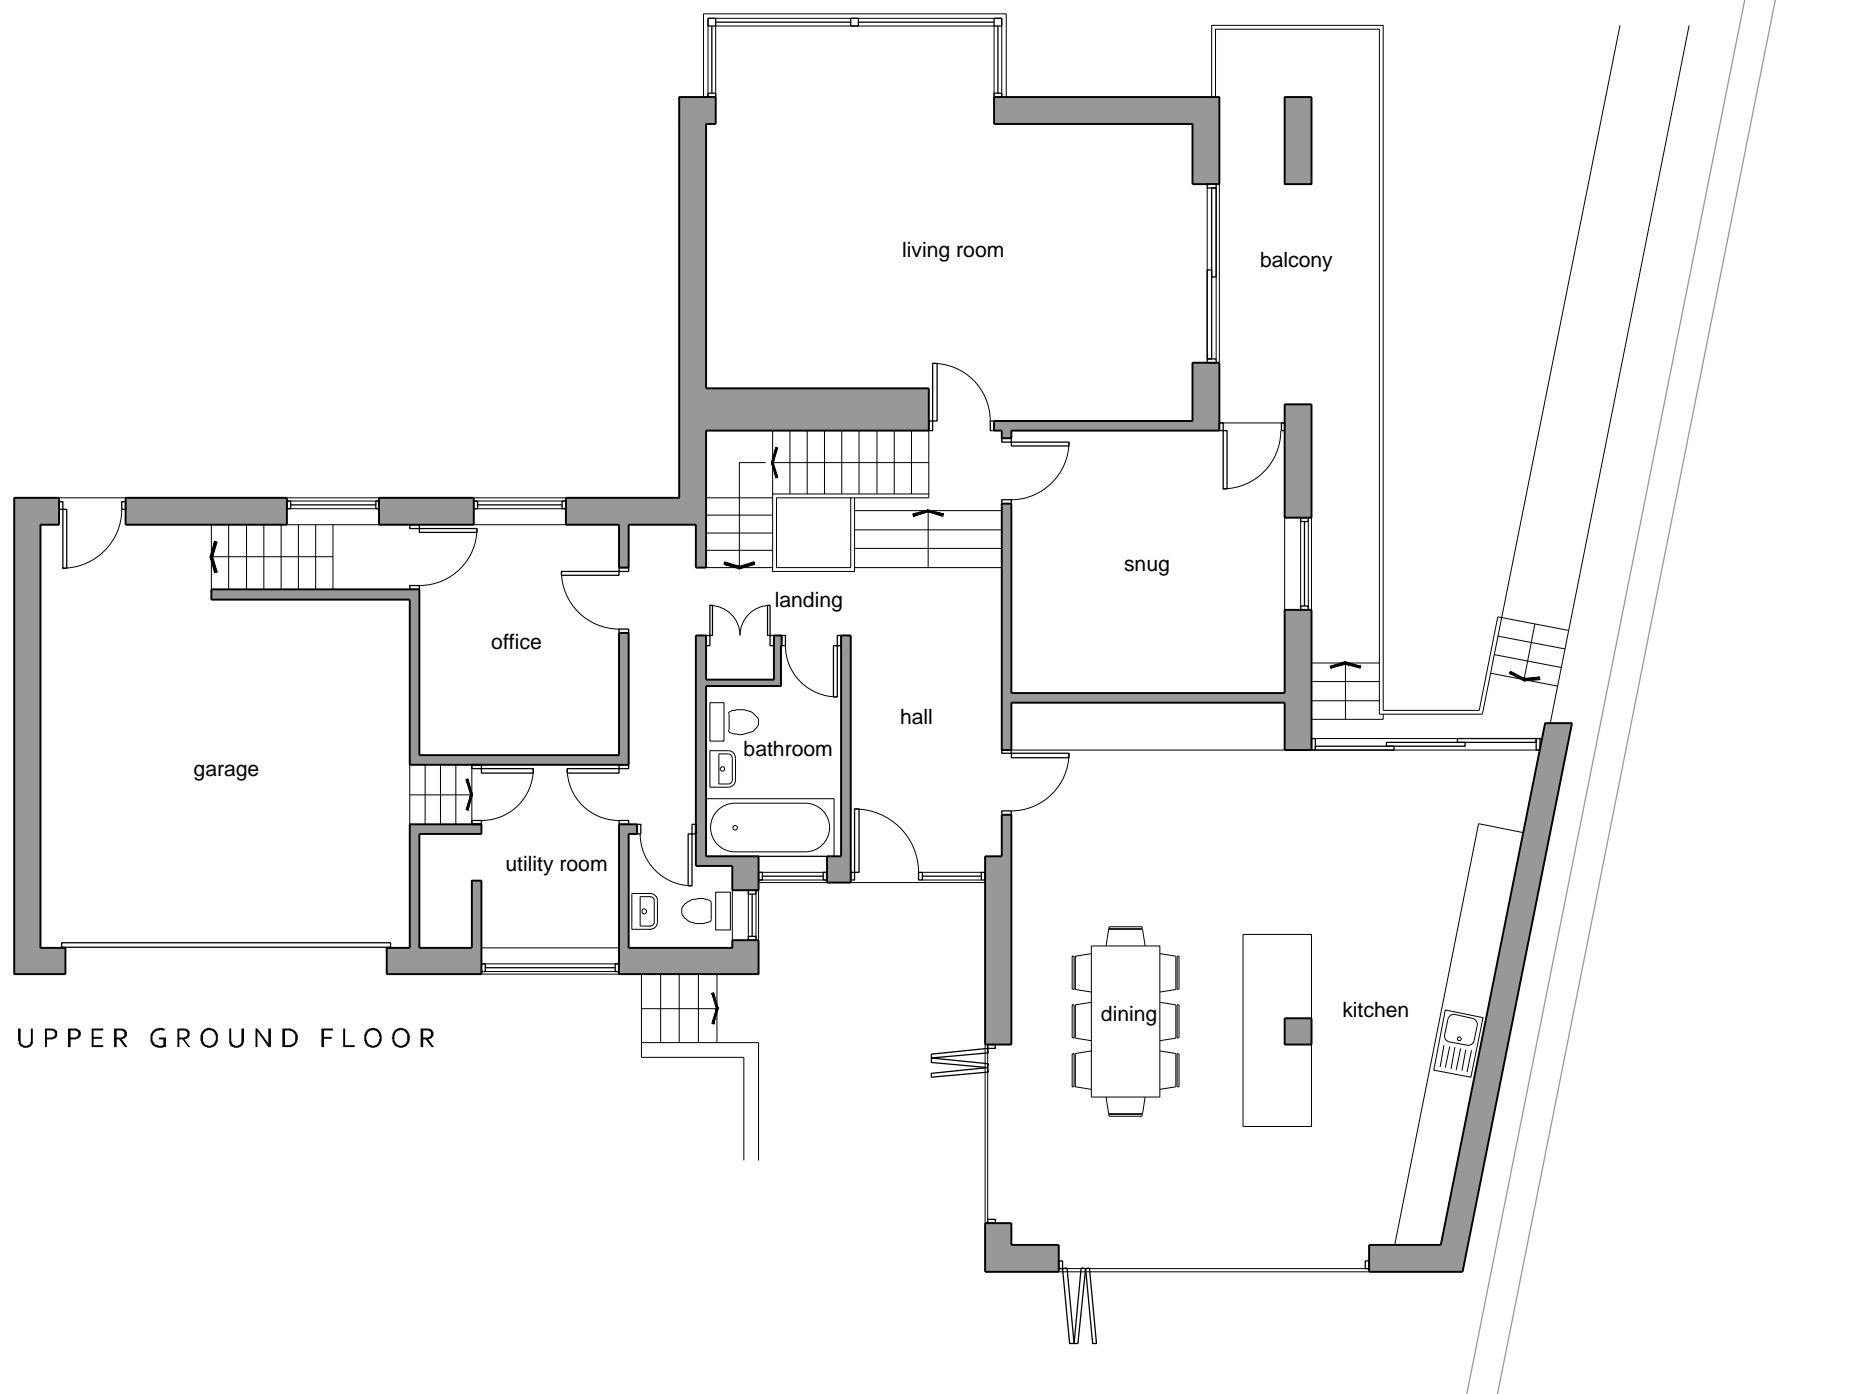 living room
balcony
snug
landing
office
hall
bathroom
garage
utility room
dining
kitchen
UPPER GROUND FLOOR